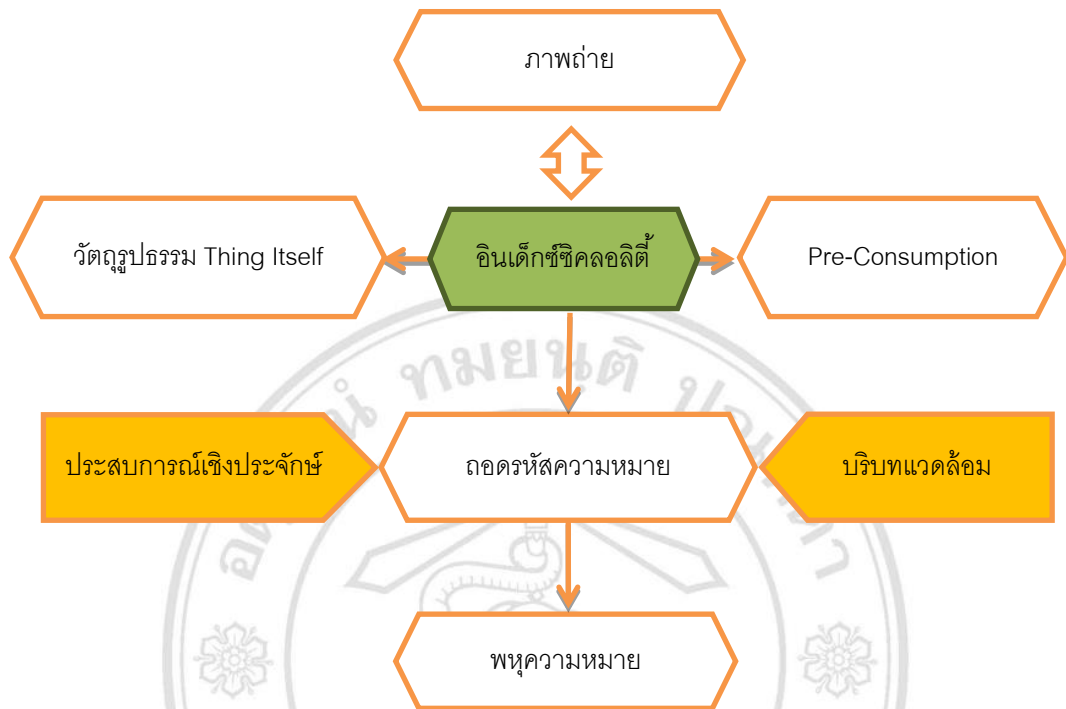 ภาพถ่าย
วัตถุรูปธรรม Thing Itself
อินเด็กซ์ซิคลอลิตี้
Pre-Consumption
ประสบการณ์เชิงประจักษ์
ถอดรหัสความหมาย
บริบทแวดล้อม
พหุความหมาย